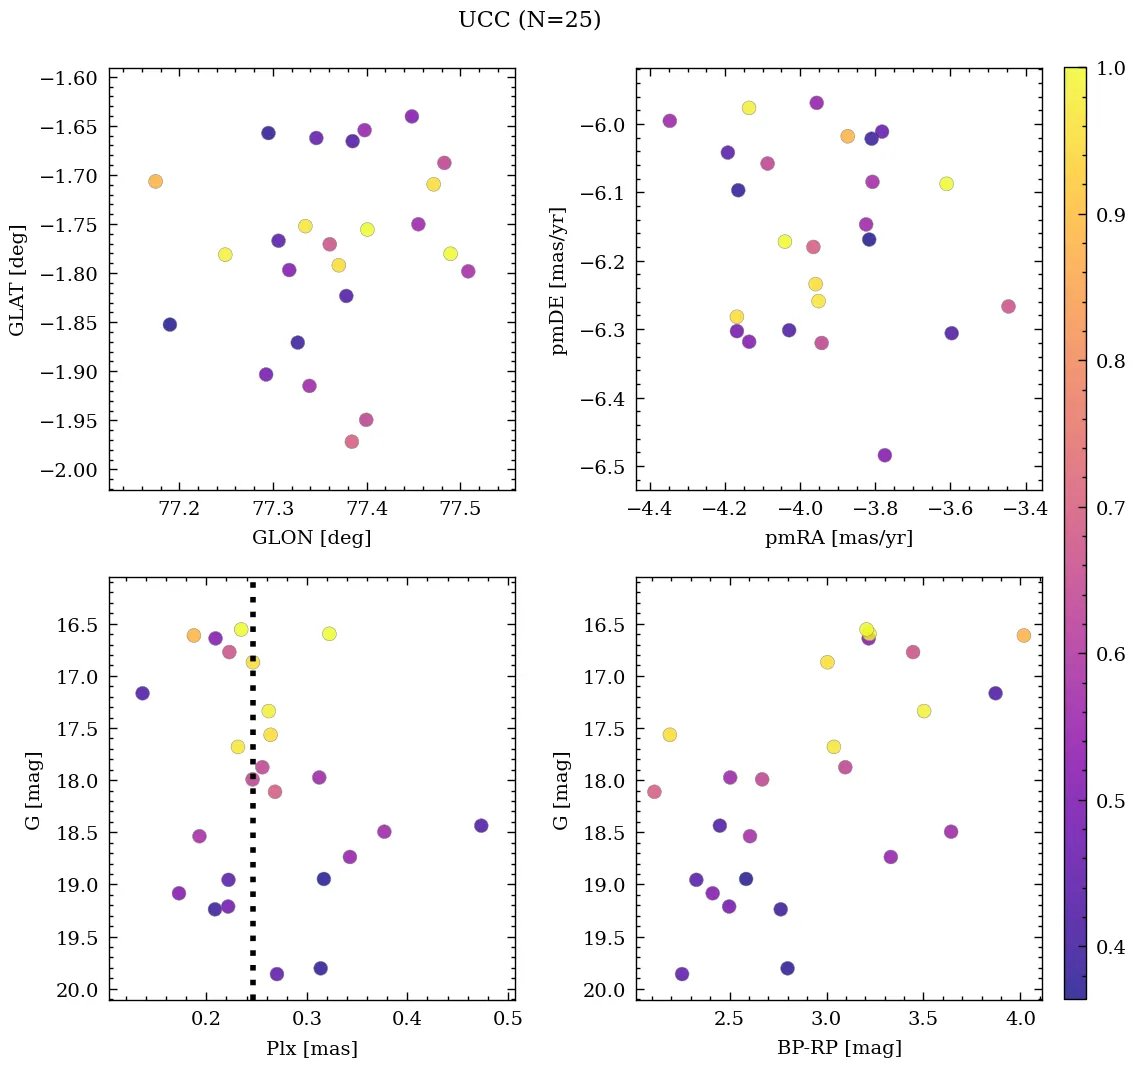 UCC (N=25)
−1.60
−1.65
−1.70
−1.75
−1.80
−1.85
−1.90
−1.95
−2.00
GLAT [deg]
77.2 77.3 77.4 77.5
GLON [deg]
−6.0
−6.1
−6.2
−6.3
−6.4
−6.5
pmDE [mas/yr]
−4.4 −4.2 −4.0 −3.8 −3.6 −3.4
pmRA [mas/yr]
16.5
17.0
17.5
18.0
18.5
19.0
19.5
20.0
G [mag]
0.2 0.3 0.4 0.5
Plx [mas]
16.5
17.0
17.5
18.0
18.5
19.0
19.5
20.0
G [mag]
2.5 3.0 3.5 4.0
BP-RP [mag]
1.0
0.9
0.8
0.7
0.6
0.5
0.4